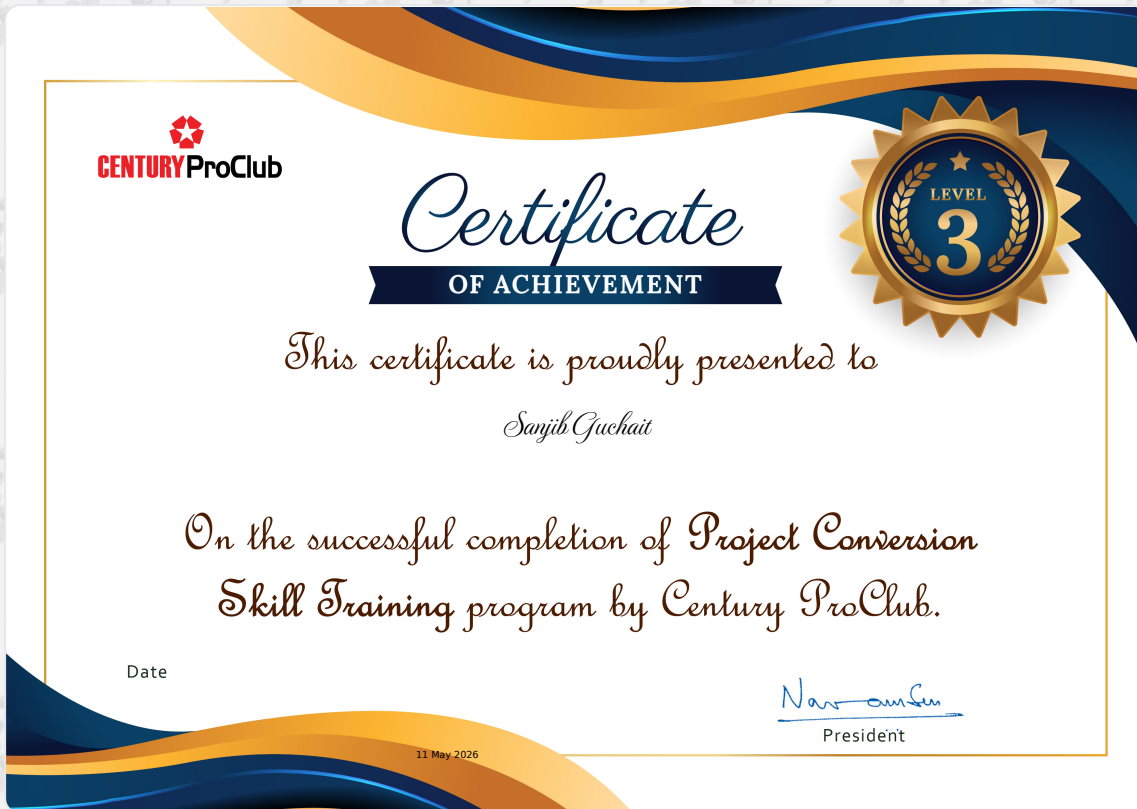 CENTURY ProClub
LEVEL
3
Certificate
OF ACHIEVEMENT
This certificate is proudly presented to
Sanjib Guchait
On the successful completion of Project Conversion
Skill Training program by Century ProClub.
Date
President
11 May 2026